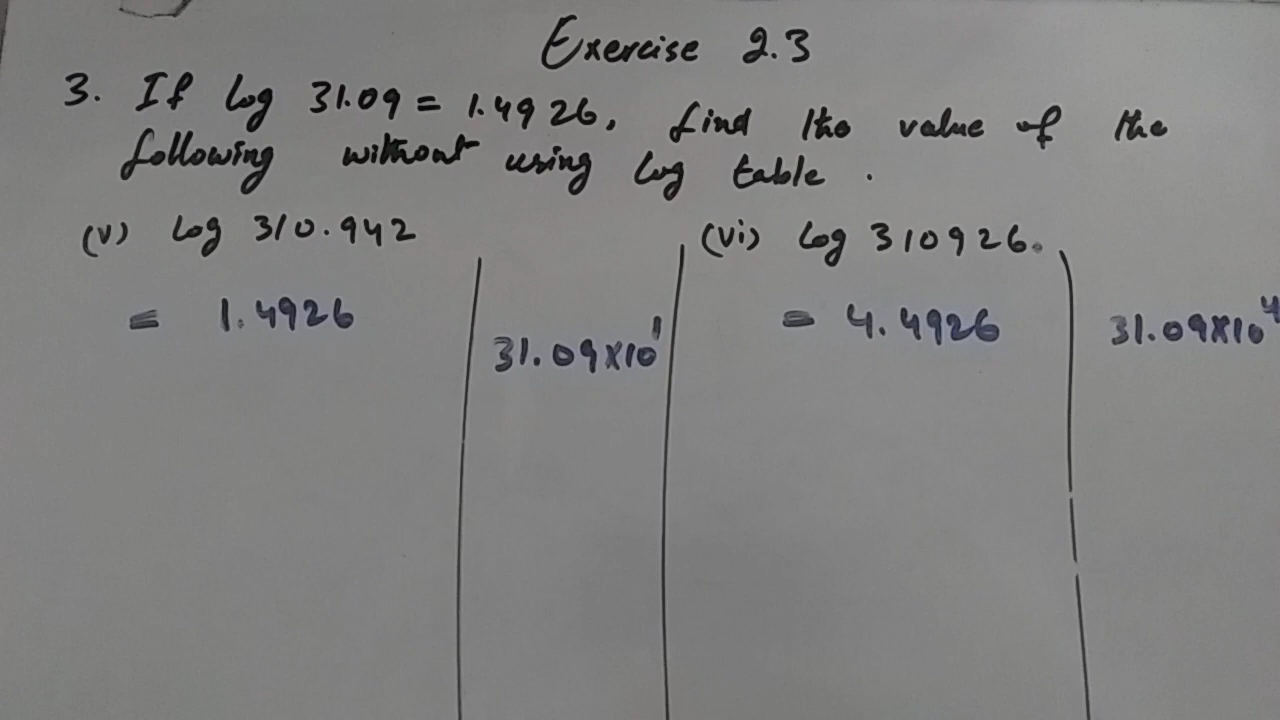 Exercise 2.3
3. If log 31.09 = 1.4926, find the value of the
following without using log table.
(v) log 310.942
= 1.4926
31.09x10¹
(vi) log 310926.
= 4.4926
31.09x10⁴